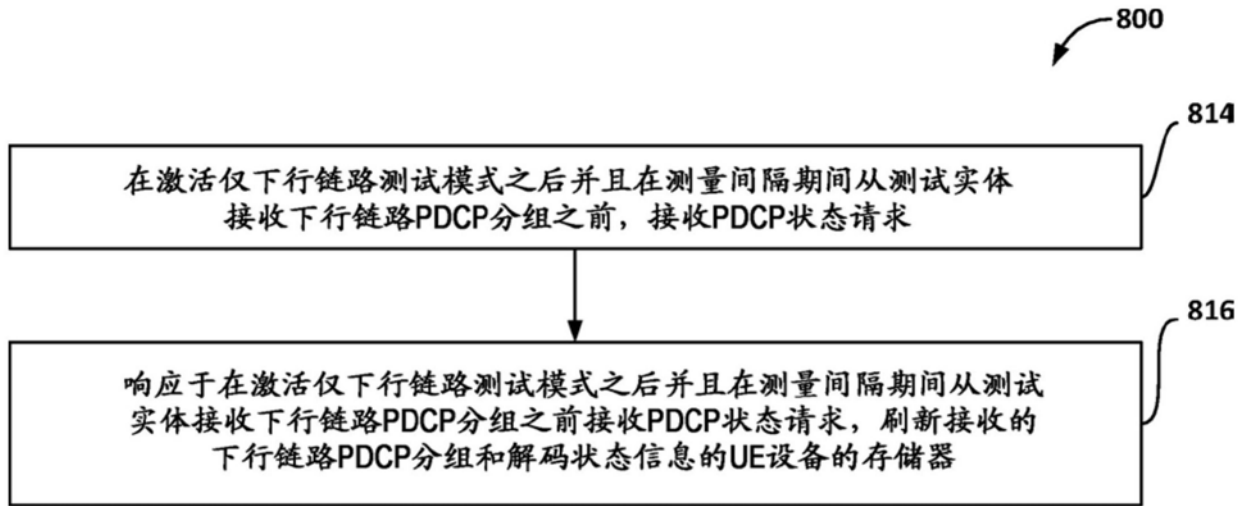 800
814
在激活仅下行链路测试模式之后并且在测量间隔期间从测试实体
接收下行链路PDCP分组之前，接收PDCP状态请求
816
响应于在激活仅下行链路测试模式之后并且在测量间隔期间从测试
实体接收下行链路PDCP分组之前接收PDCP状态请求，刷新接收的
下行链路PDCP分组和解码状态信息的UE设备的存储器